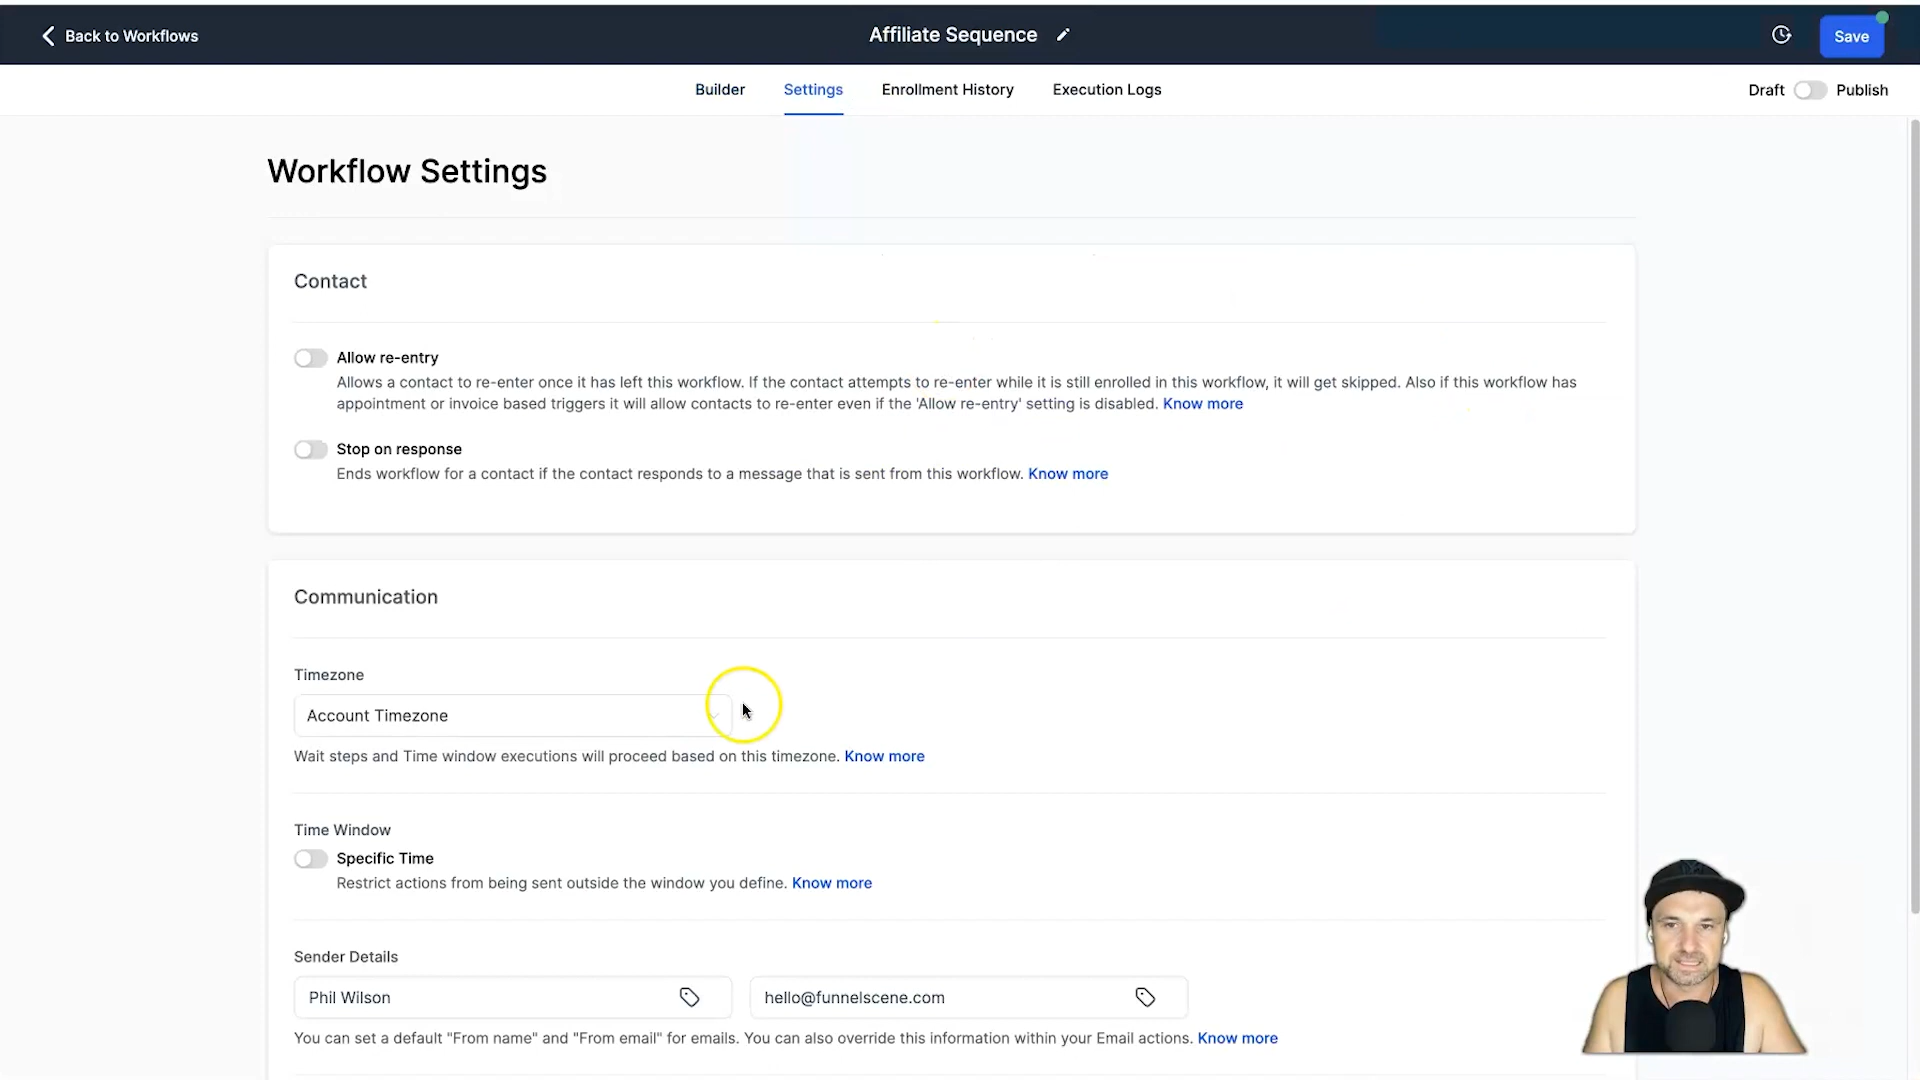 Back to Workflows
Affiliate Sequence
Save
Builder
Settings
Enrollment History
Execution Logs
Draft
Publish
Workflow Settings
Contact
Allow re-entry
Allows a contact to re-enter once it has left this workflow. If the contact attempts to re-enter while it is still enrolled in this workflow, it will get skipped. Also if this workflow has
appointment or invoice based triggers it will allow contacts to re-enter even if the 'Allow re-entry' setting is disabled. Know more
Stop on response
Ends workflow for a contact if the contact responds to a message that is sent from this workflow. Know more
Communication
Timezone
Account Timezone
Wait steps and Time window executions will proceed based on this timezone. Know more
Time Window
Specific Time
Restrict actions from being sent outside the window you define. Know more
Sender Details
Phil Wilson
hello@funnelscene.com
You can set a default "From name" and "From email" for emails. You can also override this information within your Email actions. Know more